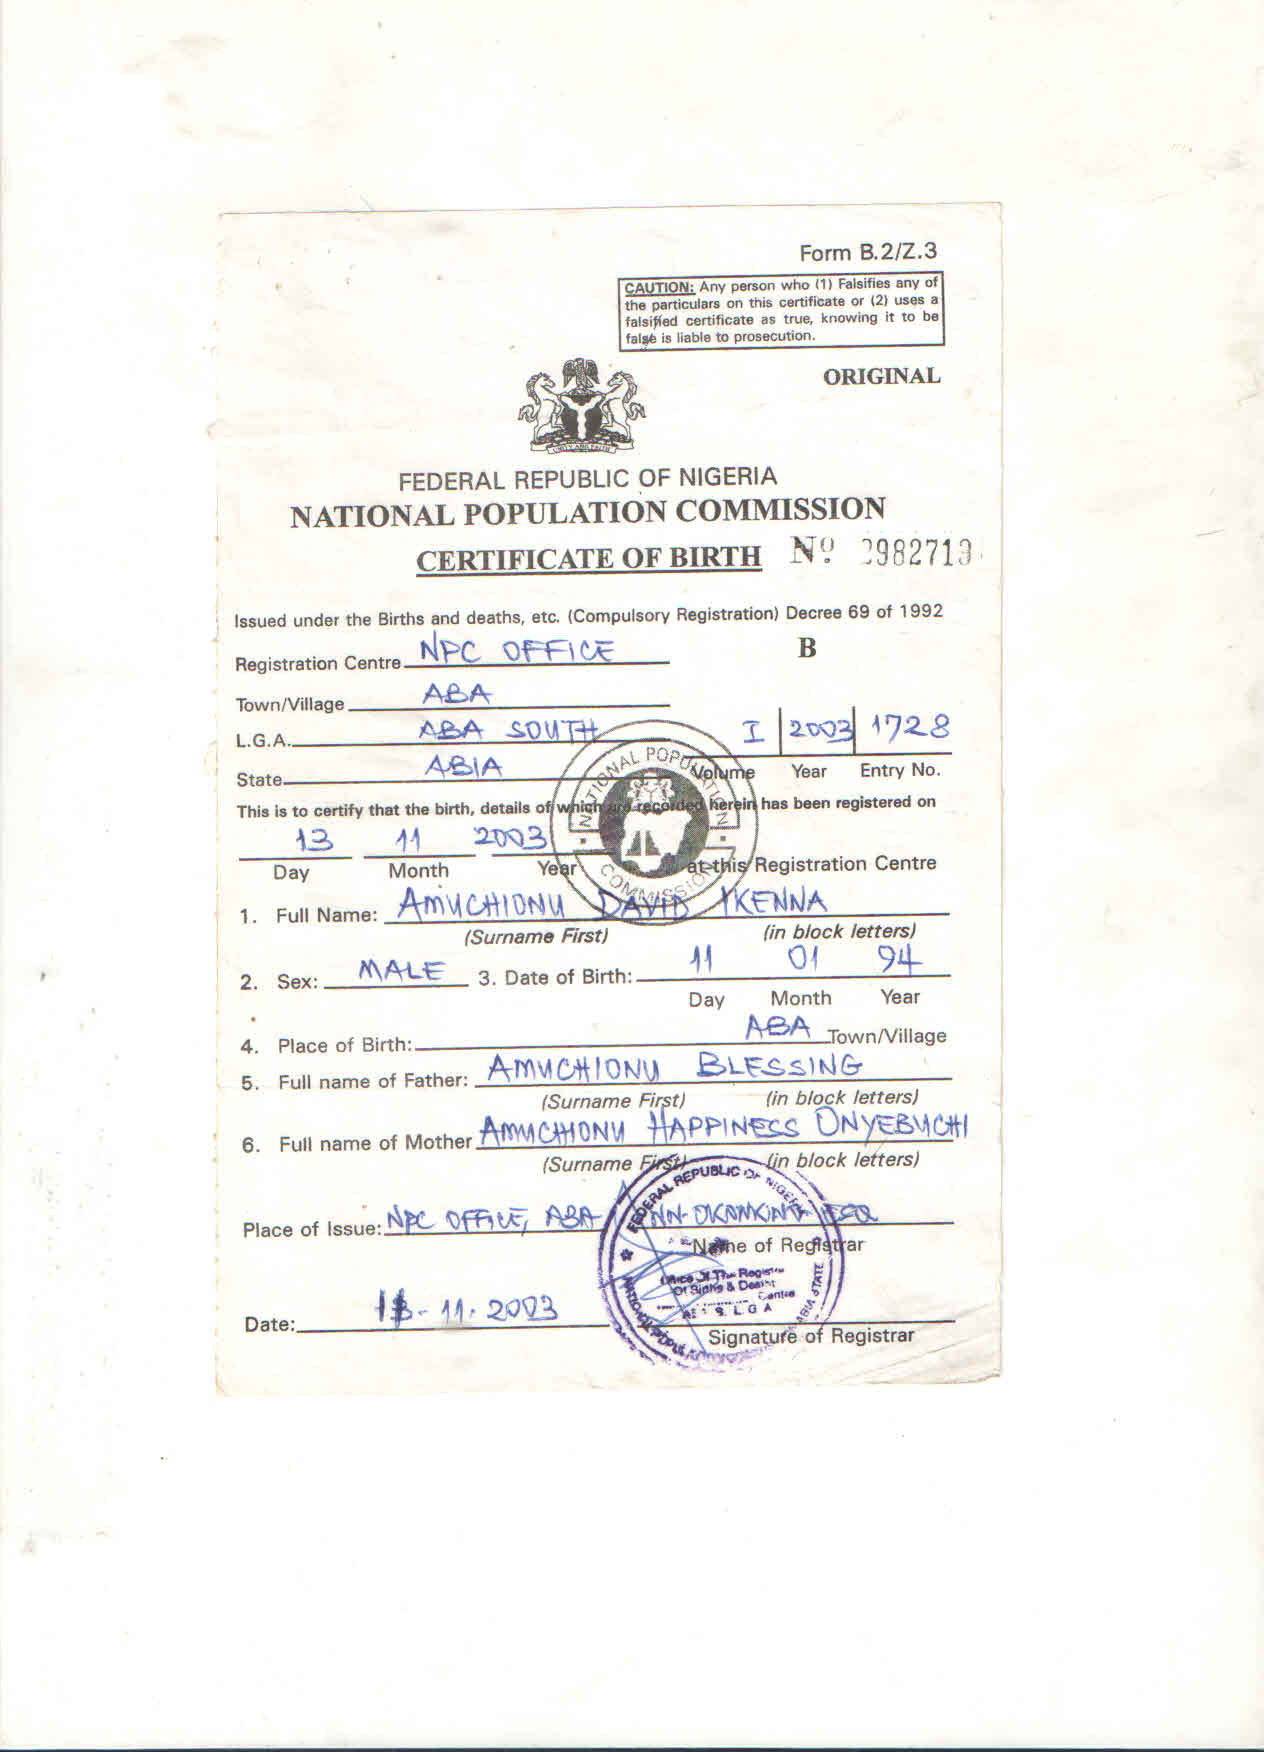 Form B.2/Z.3
CAUTION: Any person who (1) Falsifies any of
the particulars on this certificate or (2) uses a
falsified certificate as true, knowing it to be
false is liable to prosecution.
ORIGINAL
UNITY AND FAITH
FEDERAL REPUBLIC OF NIGERIA
NATIONAL POPULATION COMMISSION
CERTIFICATE OF BIRTH Nº 982713
Issued under the Births and deaths, etc. (Compulsory Registration) Decree 69 of 1992
Registration Centre NPC OFFICE B
Town/Village ABA
L.G.A. ABA SOUTH I 2003 1728
State ABIA Volume Year Entry No.
NATIONAL POPULATION COMMISSION
This is to certify that the birth, details of which are recorded herein has been registered on
13 11 2003
Day Month Year at this Registration Centre
1. Full Name: AMUCHIONU DAVID IKENNA
(Surname First) (in block letters)
2. Sex: MALE 3. Date of Birth: 11 01 94
Day Month Year
4. Place of Birth: ABA Town/Village
5. Full name of Father: AMUCHIONU BLESSING
(Surname First) (in block letters)
6. Full name of Mother AMUCHIONU HAPPINESS ONYEBUCHI
(Surname First) (in block letters)
FEDERAL REPUBLIC OF NIGERIA
Place of Issue: NPC OFFICE, ABA ESQ
Name of Registrar
Office Of The Registrar
Of Births & Deaths
Centre
S. L. G A
ABIA STATE
Date: 13-11-2003
Signature of Registrar